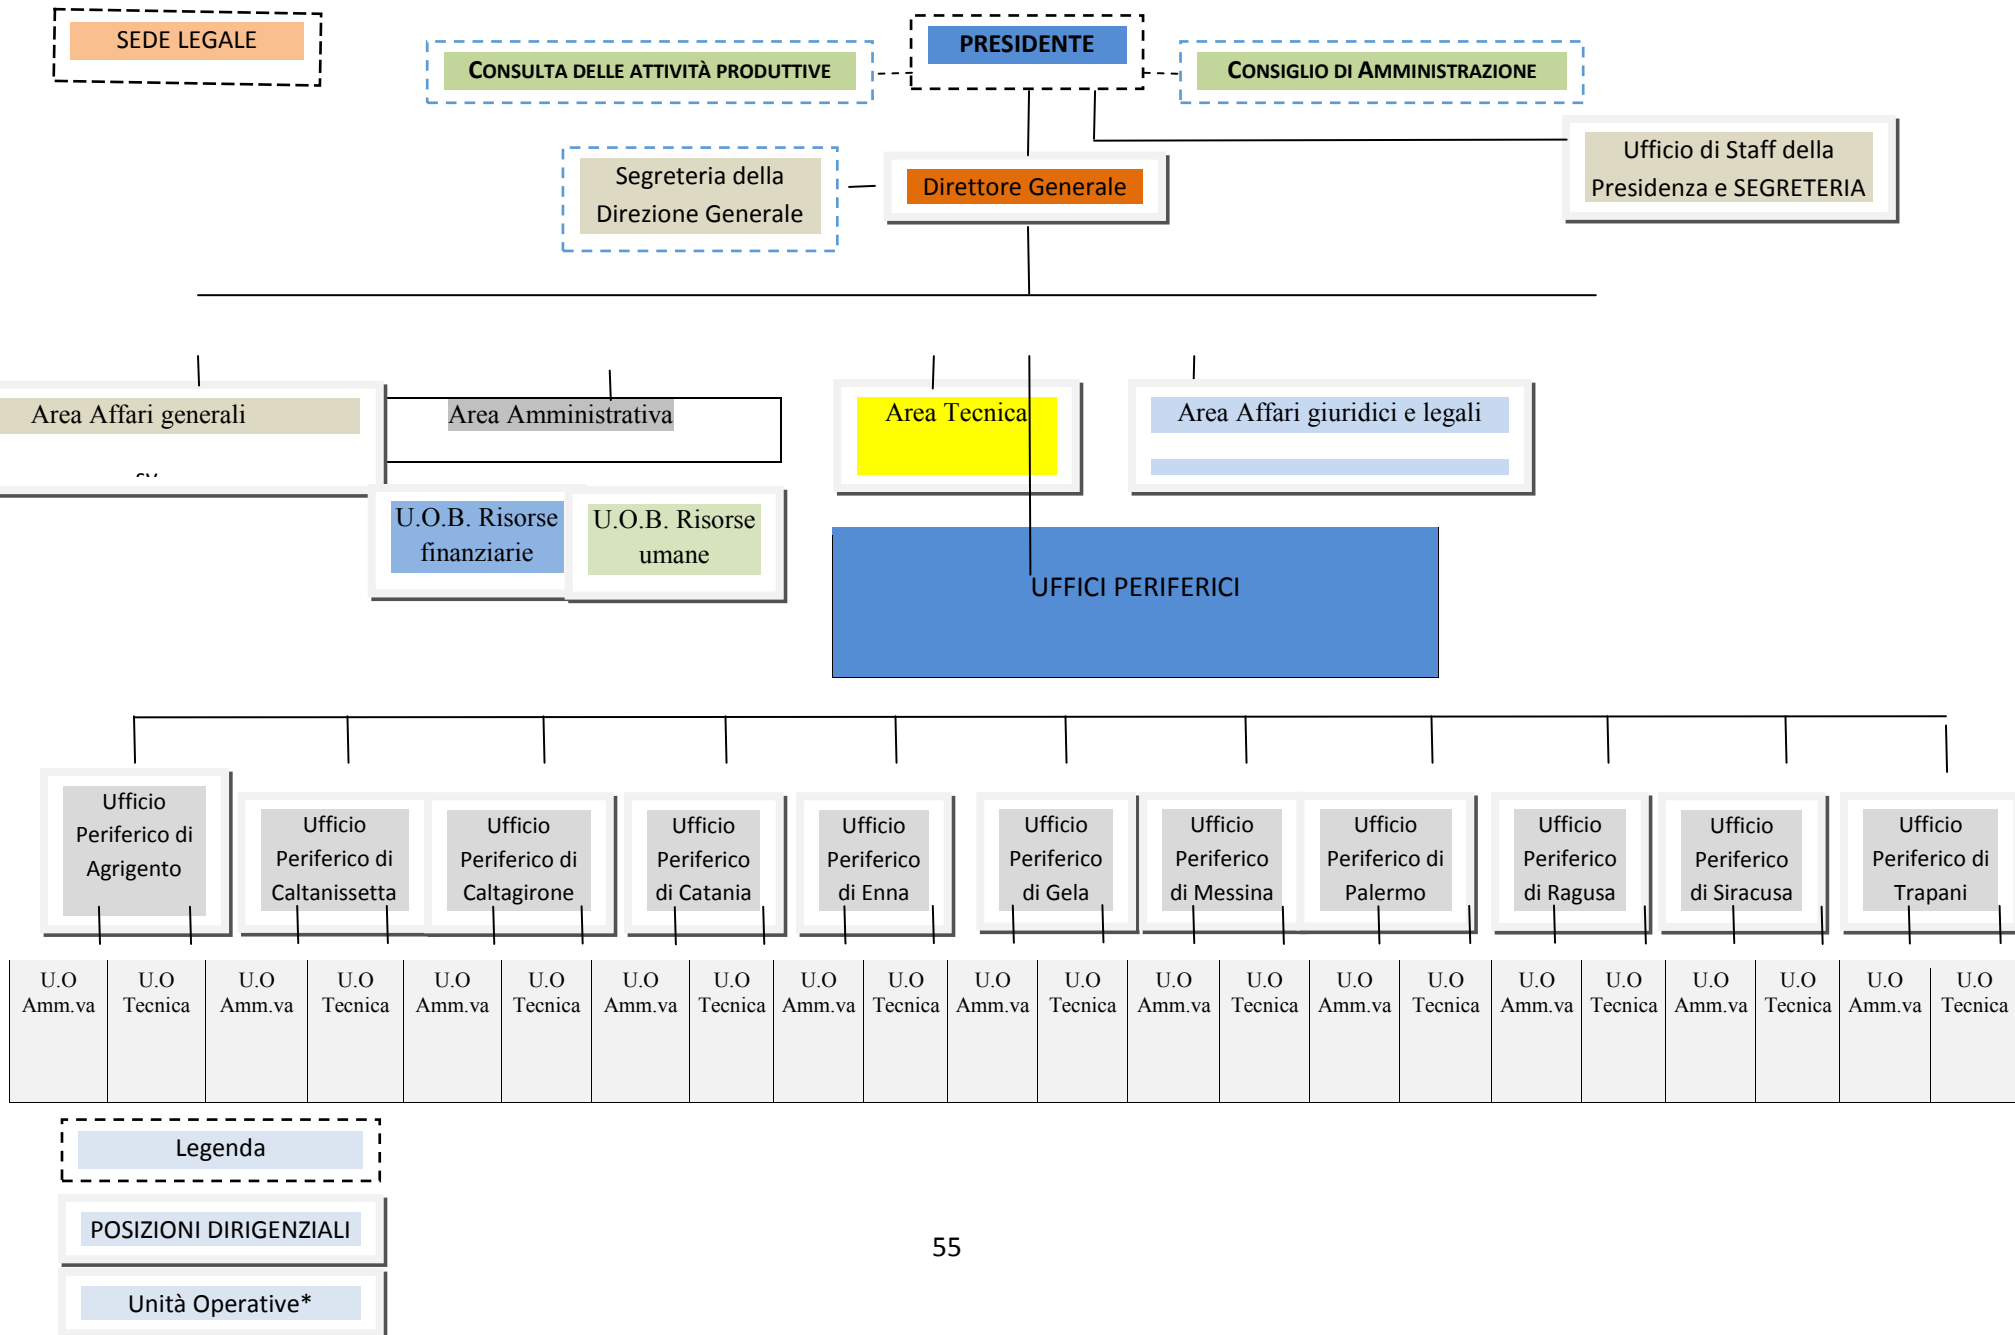 SEDE LEGALE
PRESIDENTE
CONSULTA DELLE ATTIVITÀ PRODUTTIVE
CONSIGLIO DI AMMINISTRAZIONE
Segreteria della
Direzione Generale
Direttore Generale
Ufficio di Staff della
Presidenza e SEGRETERIA
Area Affari generali
Area Amministrativa
Area Tecnica
Area Affari giuridici e legali
U.O.B. Risorse
finanziarie
U.O.B. Risorse
umane
UFFICI PERIFERICI
Ufficio
Periferico di
Agrigento
Ufficio
Periferico di
Caltanissetta
Ufficio
Periferico di
Caltagirone
Ufficio
Periferico
di Catania
Ufficio
Periferico
di Enna
Ufficio
Periferico
di Gela
Ufficio
Periferico
di Messina
Ufficio
Periferico di
Palermo
Ufficio
Periferico
di Ragusa
Ufficio
Periferico
di Siracusa
Ufficio
Periferico di
Trapani
U.O
Amm.va
U.O
Tecnica
U.O
Amm.va
U.O
Tecnica
U.O
Amm.va
U.O
Tecnica
U.O
Amm.va
U.O
Tecnica
U.O
Amm.va
U.O
Tecnica
U.O
Amm.va
U.O
Tecnica
U.O
Amm.va
U.O
Tecnica
U.O
Amm.va
U.O
Tecnica
U.O
Amm.va
U.O
Tecnica
U.O
Amm.va
U.O
Tecnica
U.O
Amm.va
U.O
Tecnica
Legenda
POSIZIONI DIRIGENZIALI
Unità Operative*
55